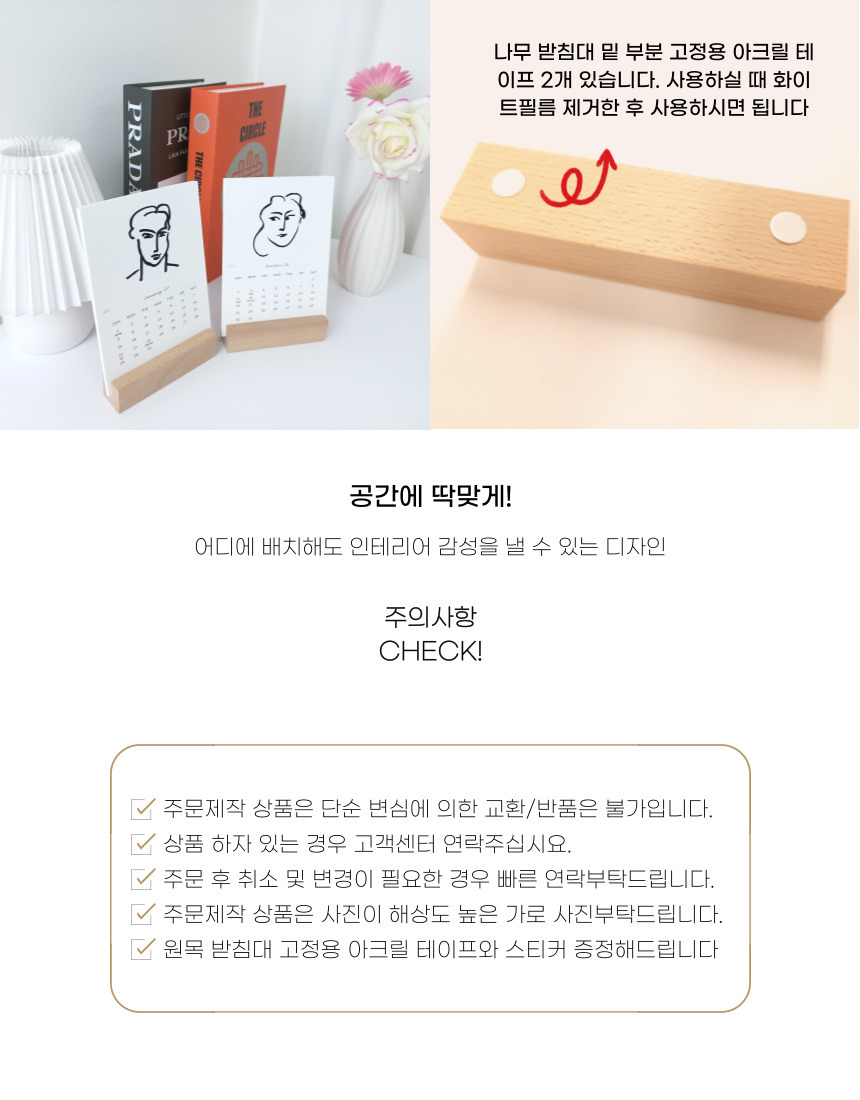 나무 받침대 밑 부분 고정용 아크릴 테
이프 2개 있습니다. 사용하실 때 화이
트필름 제거한 후 사용하시면 됩니다
PRADA
PR
THE
CIRCLE
THE CIRC
공간에 딱맞게!
어디에 배치해도 인테리어 감성을 낼 수 있는 디자인
주의사항
CHECK!
주문제작 상품은 단순 변심에 의한 교환/반품은 불가입니다.
상품 하자 있는 경우 고객센터 연락주십시요.
주문 후 취소 및 변경이 필요한 경우 빠른 연락부탁드립니다.
주문제작 상품은 사진이 해상도 높은 가로 사진부탁드립니다.
원목 받침대 고정용 아크릴 테이프와 스티커 증정해드립니다